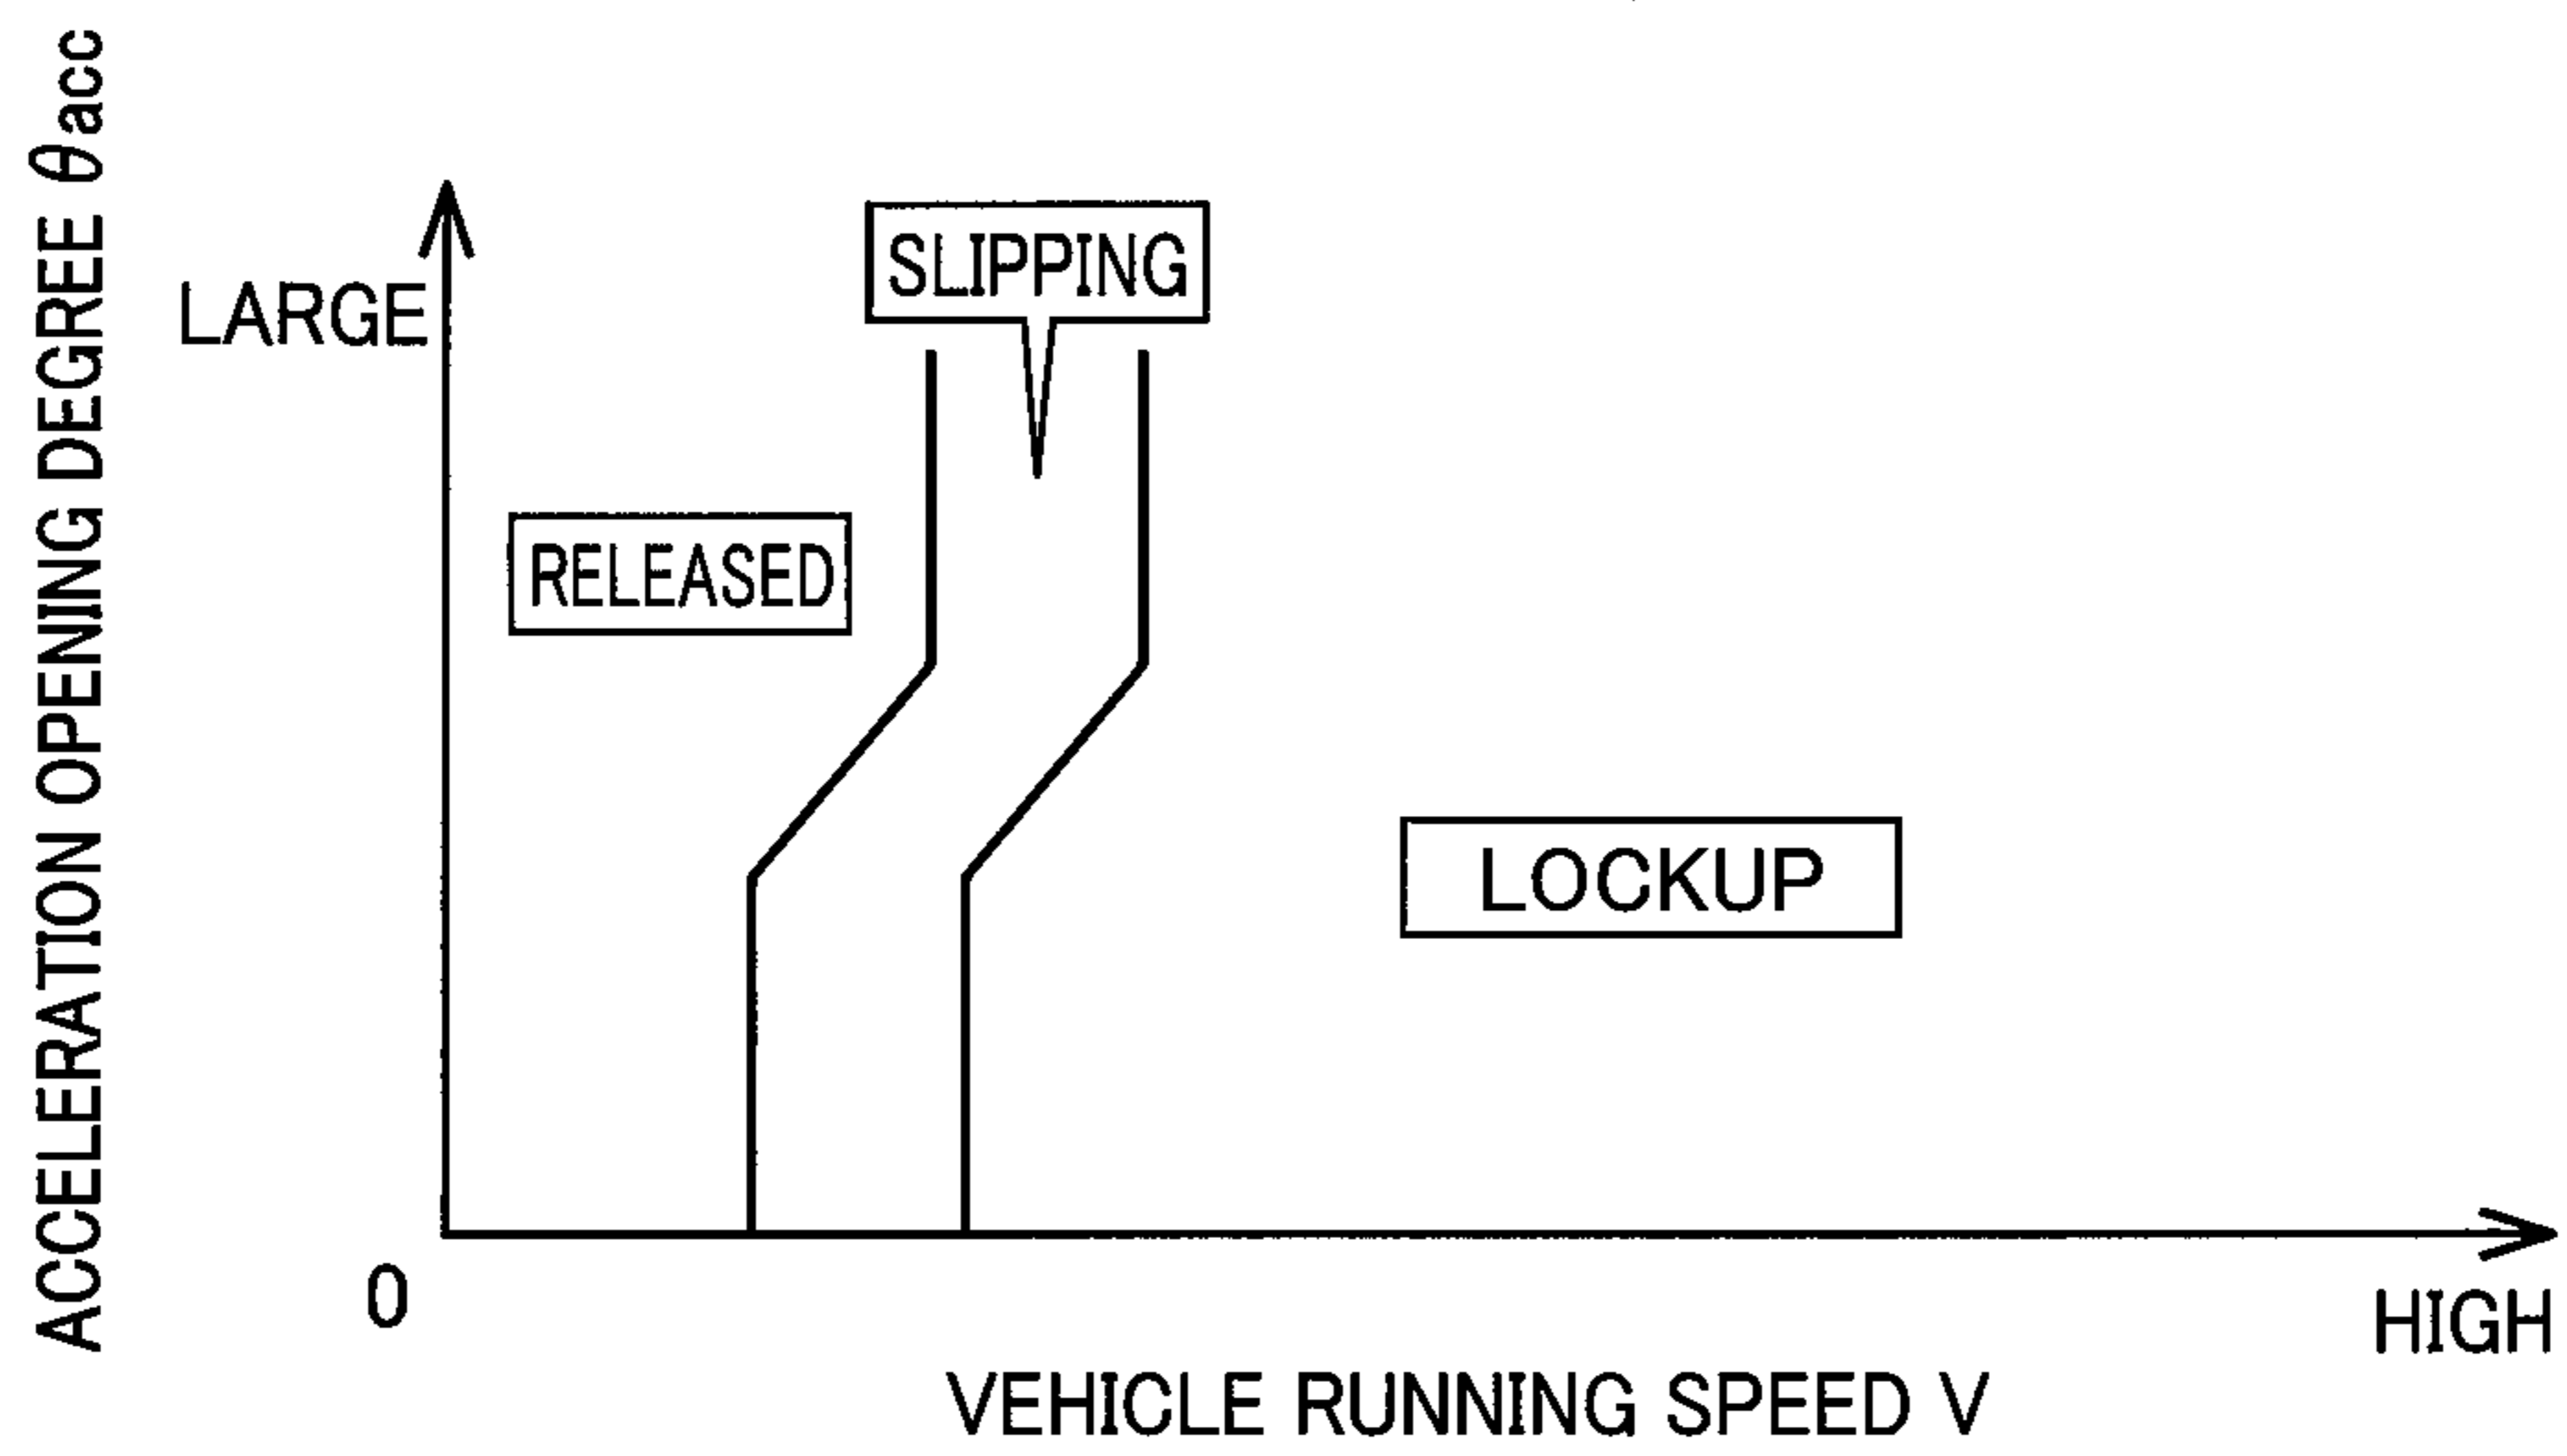 ACCELERATION OPENING DEGREE θacc
LARGE
SLIPPING
RELEASED
LOCKUP
0
HIGH
VEHICLE RUNNING SPEED V